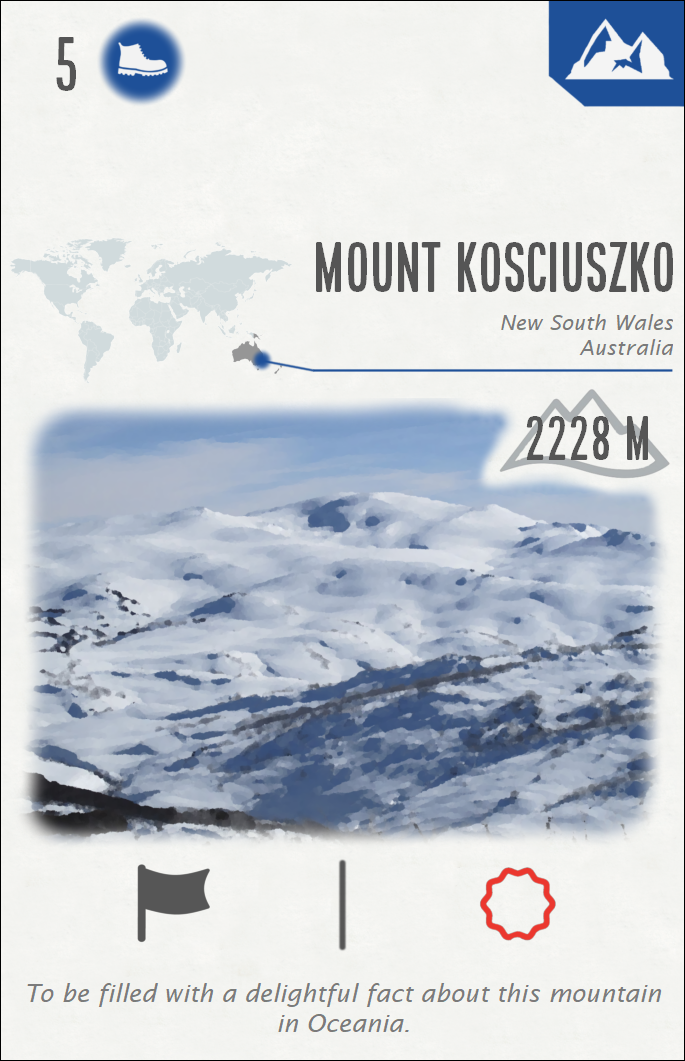 5
MOUNT KOSCIUSZKO
New South Wales
Australia
2228 M
To be filled with a delightful fact about this mountain
in Oceania.